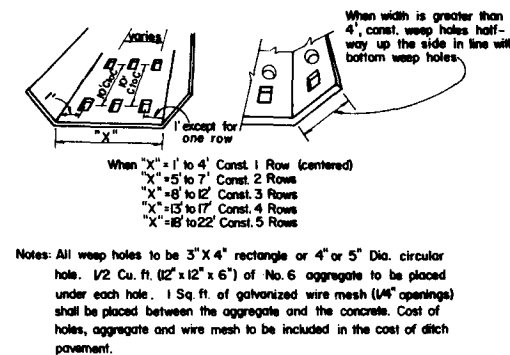 When width is greater than
4', const. weep holes half-
way up the side in line will
bottom weep holes
varies
10' CtoC
10'
CtoC
1'
1' except for
one row
"X"
When "X" = 1' to 4' Const. 1 Row (centered)
"X" =5' to 7' Const. 2 Rows
"X" =8' to 12' Const. 3 Rows
"X" =13' to 17' Const. 4 Rows
"X" =18' to 22' Const. 5 Rows
Notes: All weep holes to be 3" X 4" rectangle or 4" or 5" Dia. circular
hole. 1/2 Cu. ft. (12" x 12" x 6") of No. 6 aggregate to be placed
under each hole. 1 Sq. ft. of galvanized wire mesh (1/4" openings)
shall be placed between the aggregate and the concrete. Cost of
holes, aggregate and wire mesh to be included in the cost of ditch
pavement.